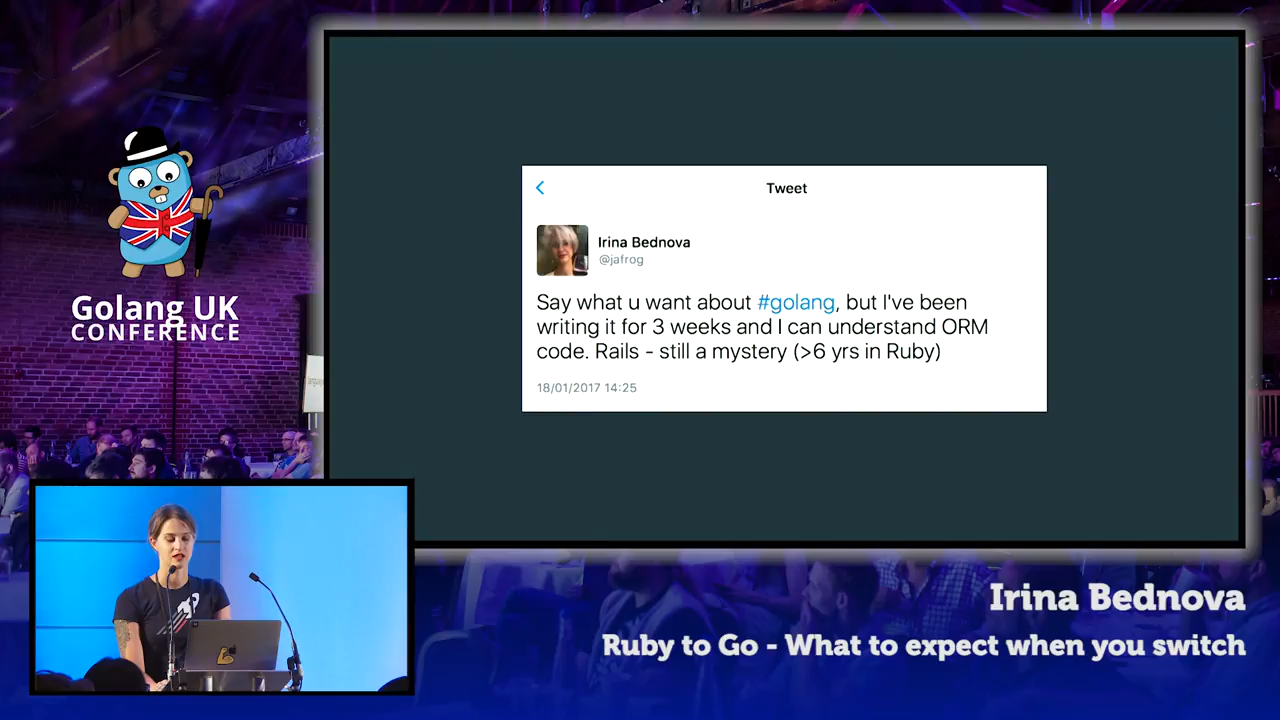 Golang UK
CONFERENCE
Tweet
Irina Bednova
@jafrog
Say what u want about #golang, but I've been
writing it for 3 weeks and I can understand ORM
code. Rails - still a mystery (>6 yrs in Ruby)
18/01/2017 14:25
Irina Bednova
Ruby to Go - What to expect when you switch